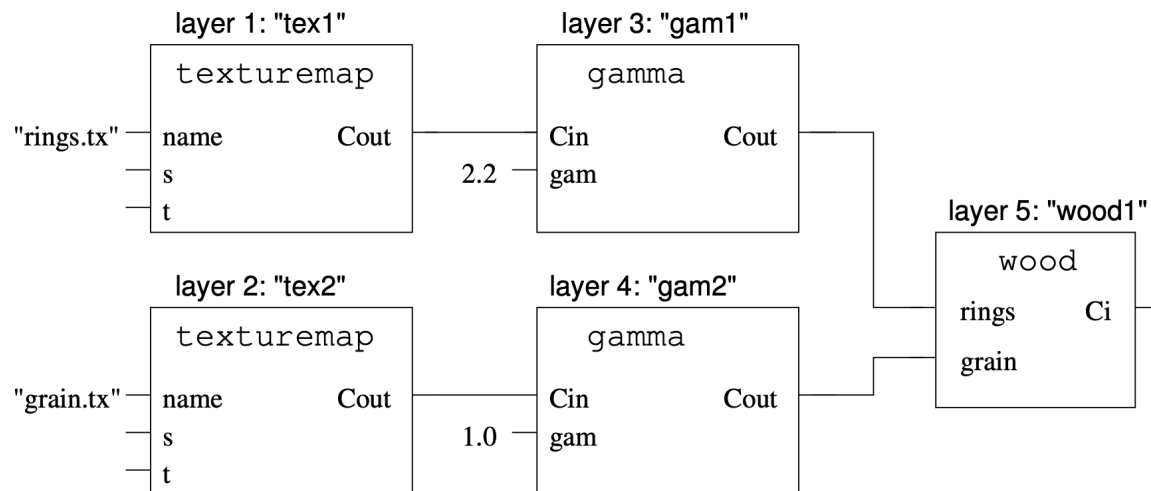 layer 1: "tex1"
texturemap
"rings.tx"
name
Cout
s
t
layer 3: "gam1"
gamma
Cin
Cout
2.2
gam
layer 2: "tex2"
texturemap
"grain.tx"
name
Cout
s
t
layer 4: "gam2"
gamma
Cin
Cout
1.0
gam
layer 5: "wood1"
wood
rings
Ci
grain